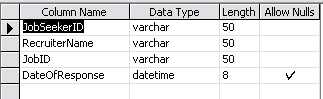 Column Name Data Type Length Allow Nulls
JobSeekerID varchar 50
RecruiterName varchar 50
JobID varchar 50
DateOfResponse datetime 8 ✓